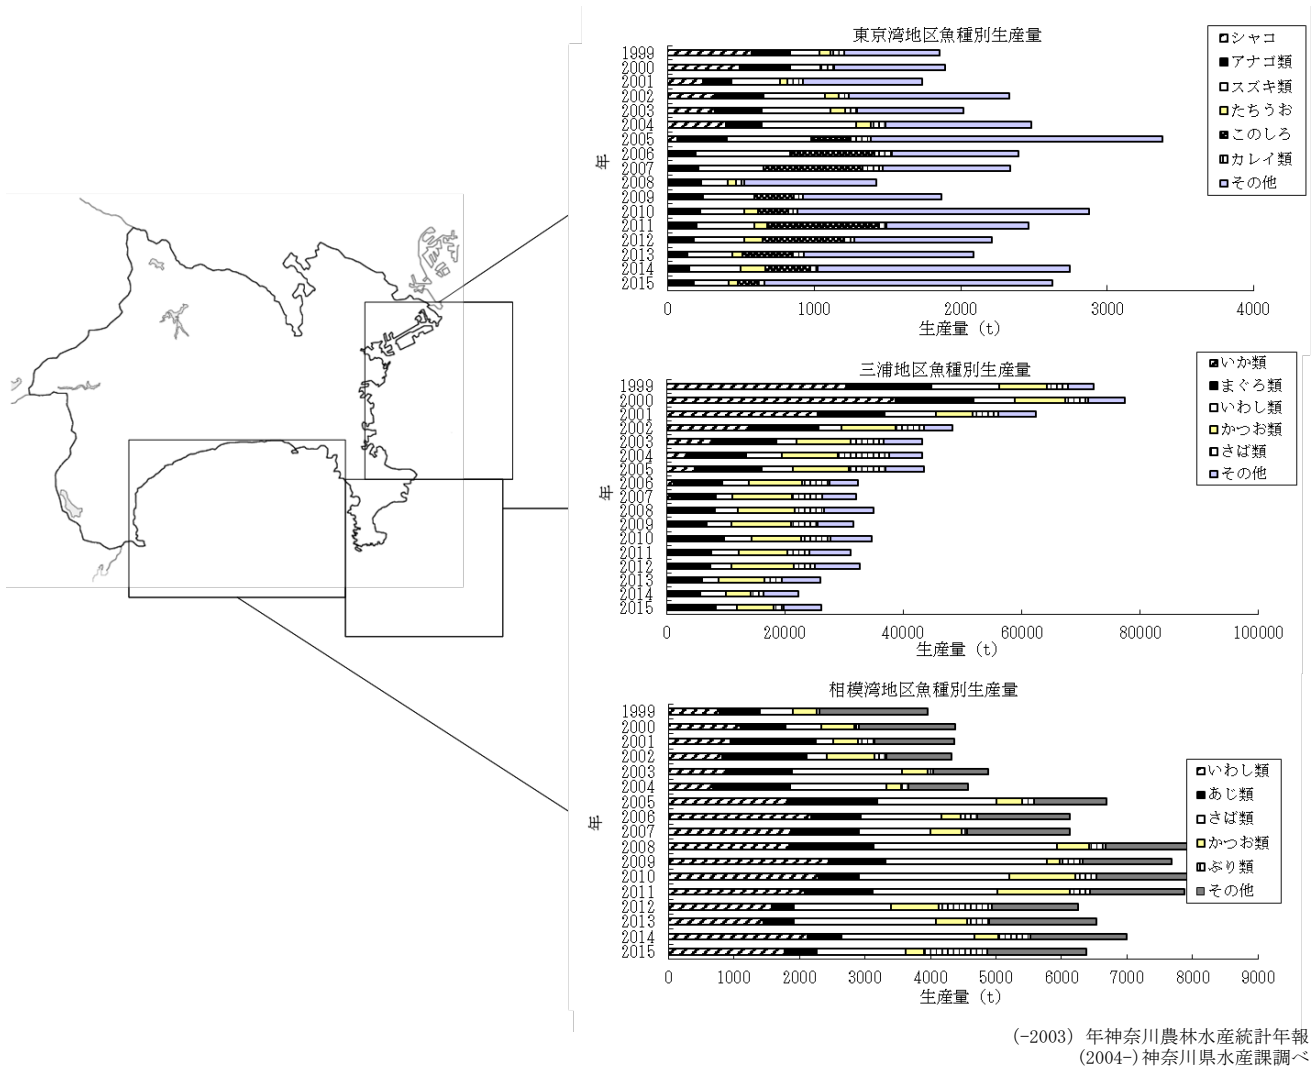 東京湾地区魚種別生産量
シャコ
アナゴ類
スズキ類
たちうお
このしろ
カレイ類
その他
年
1999
2000
2001
2002
2003
2004
2005
2006
2007
2008
2009
2010
2011
2012
2013
2014
2015
0 1000 2000 3000 4000
生産量 (t)
三浦地区魚種別生産量
いか類
まぐろ類
いわし類
かつお類
さば類
その他
年
1999
2000
2001
2002
2003
2004
2005
2006
2007
2008
2009
2010
2011
2012
2013
2014
2015
0 20000 40000 60000 80000 100000
生産量 (t)
相模湾地区魚種別生産量
いわし類
あじ類
さば類
かつお類
ぶり類
その他
年
1999
2000
2001
2002
2003
2004
2005
2006
2007
2008
2009
2010
2011
2012
2013
2014
2015
0 1000 2000 3000 4000 5000 6000 7000 8000 9000
生産量 (t)
(-2003) 年神奈川農林水産統計年報
(2004-)神奈川県水産課調べ